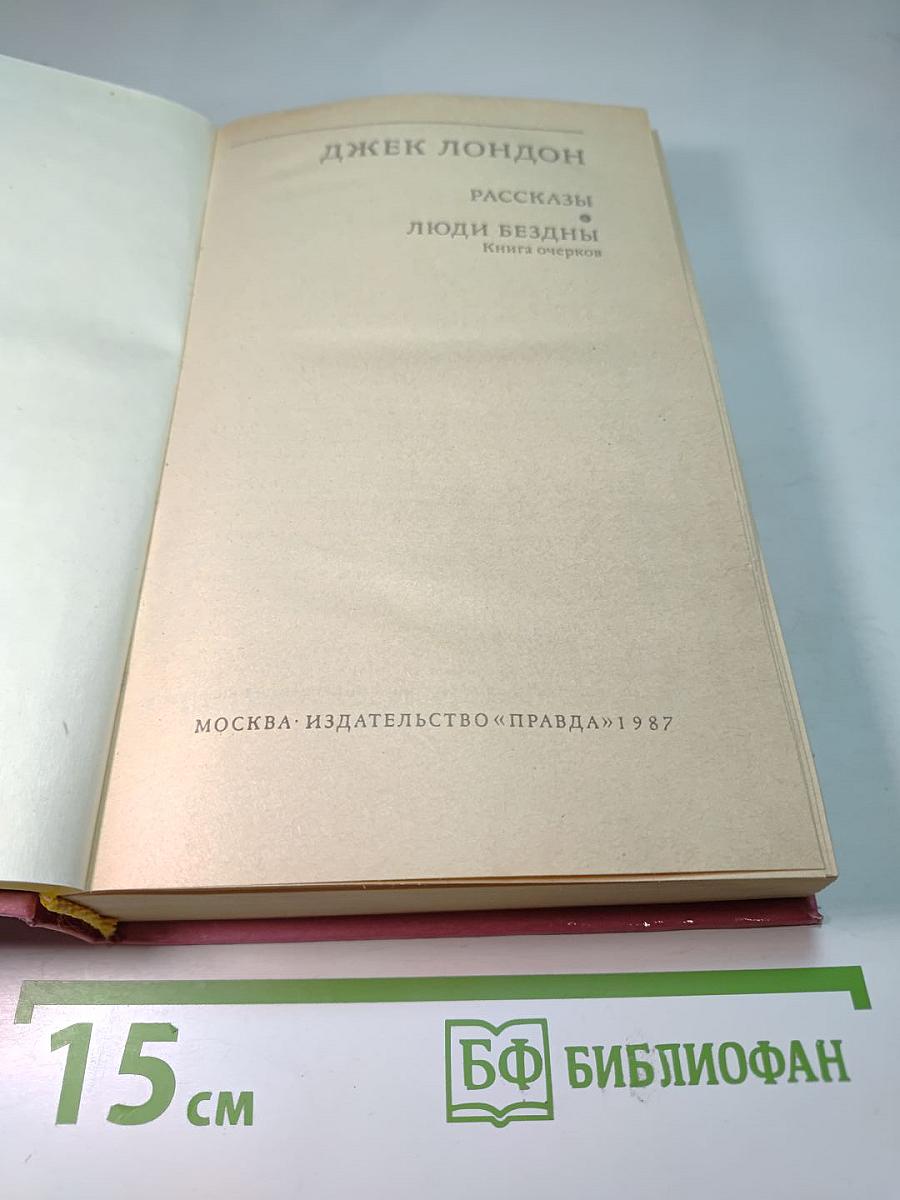 ДЖЕК ЛОНДОН
РАССКАЗЫ
ЛЮДИ БЕЗДНЫ
Книга очерков
МОСКВА · ИЗДАТЕЛЬСТВО «ПРАВДА» 1987
15 см
БФ БИБЛИОФАН